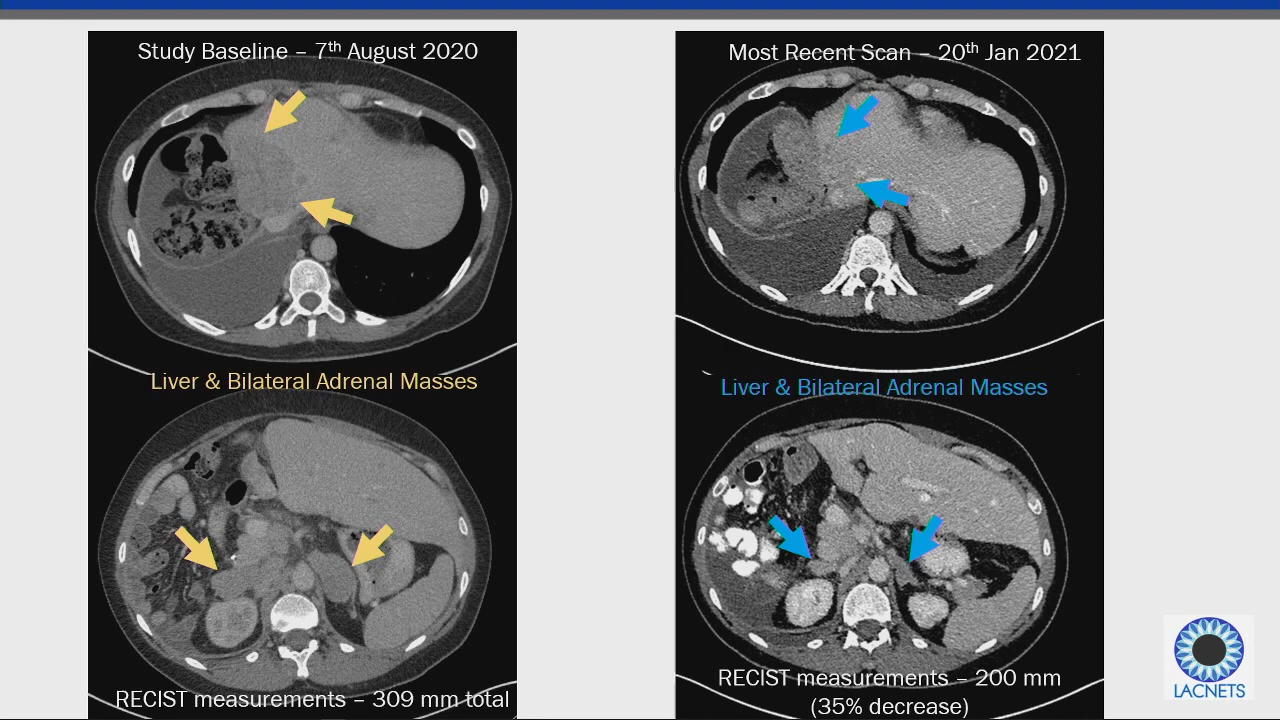 Study Baseline – 7th August 2020
Liver & Bilateral Adrenal Masses
RECIST measurements – 309 mm total
Most Recent Scan – 20th Jan 2021
Liver & Bilateral Adrenal Masses
RECIST measurements – 200 mm
(35% decrease)
LACNETS